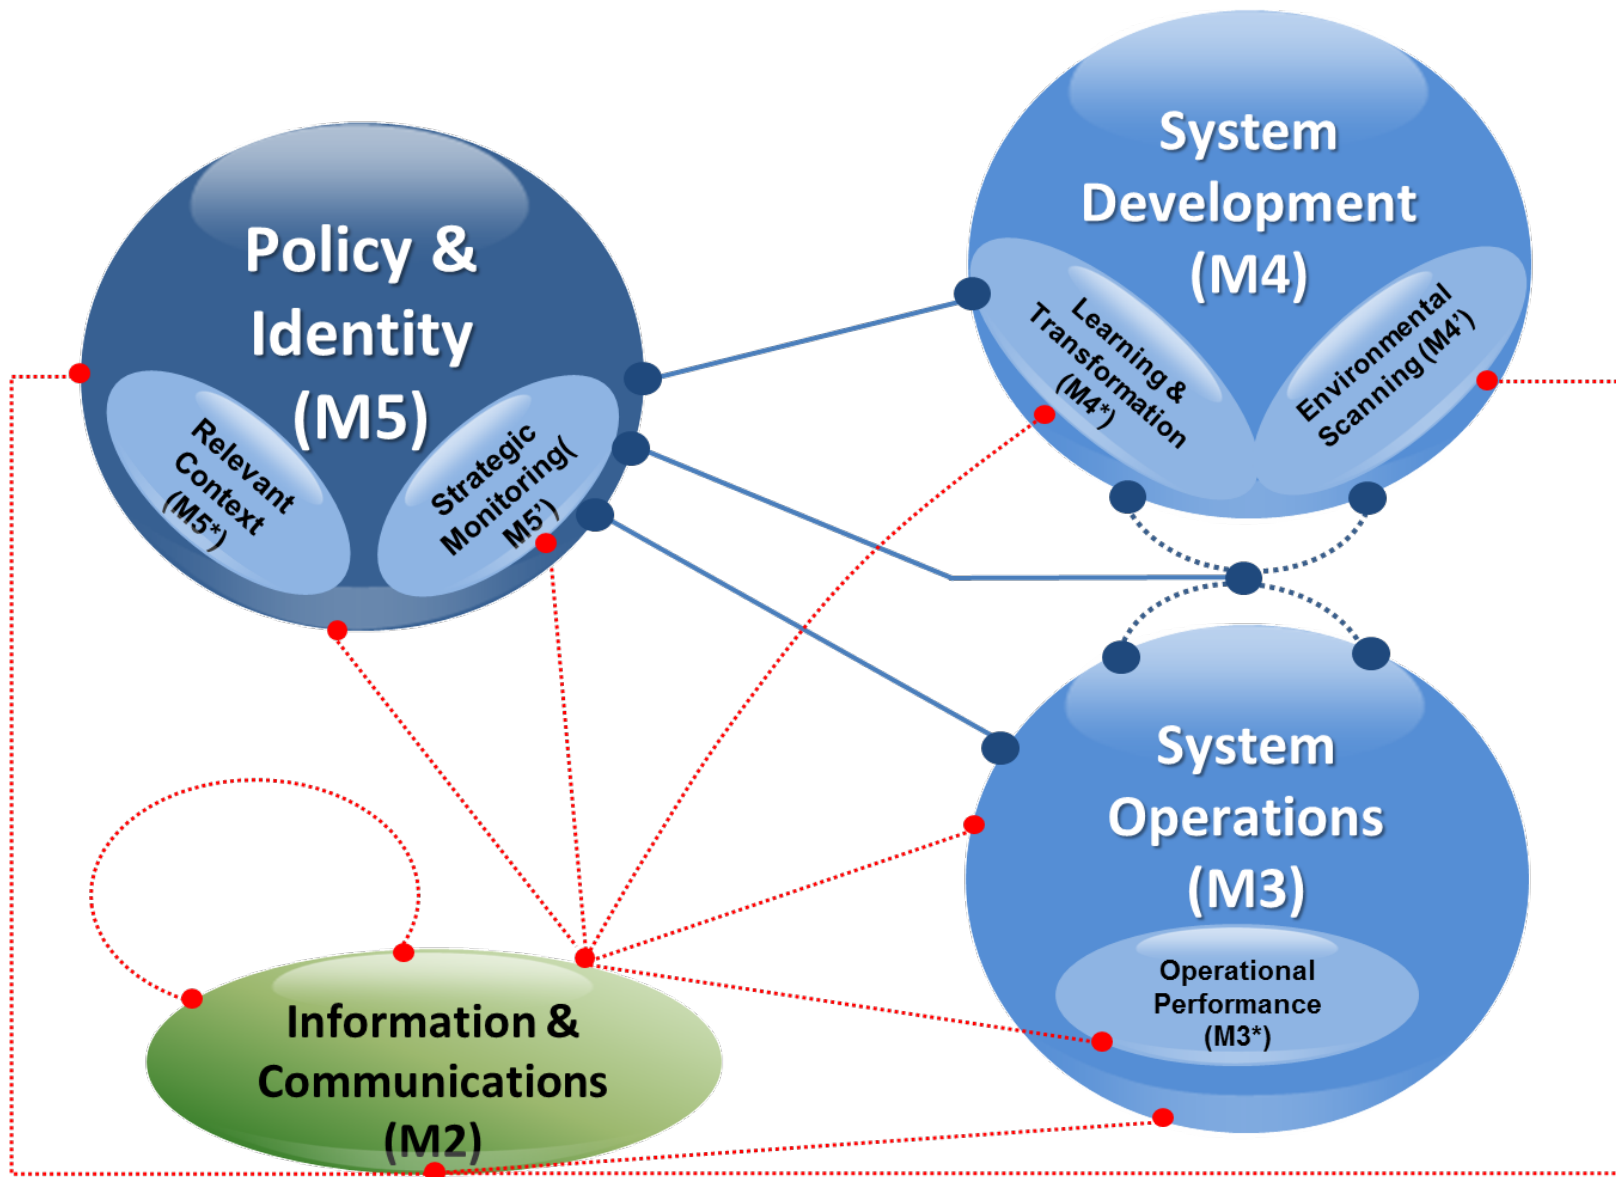 Policy &
Identity
(M5)
Relevant
Context
(M5*)
Strategic
Monitoring(
M5’)
System
Development
(M4)
Learning &
Transformation
(M4*)
Environmental
Scanning (M4’)
System
Operations
(M3)
Operational
Performance
(M3*)
Information &
Communications
(M2)